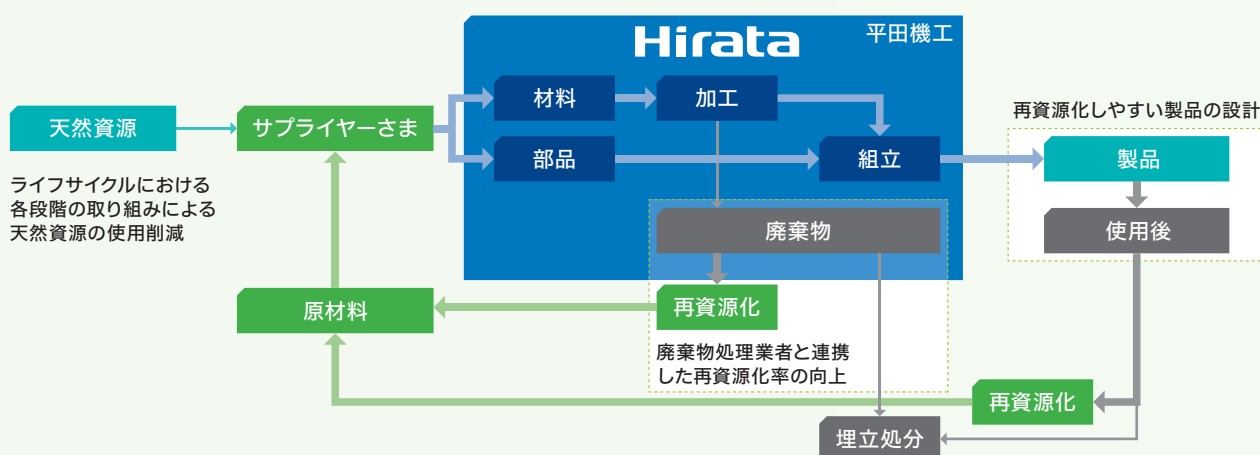 Hirata
平田機工
材料
加工
再資源化しやすい製品の設計
天然資源
サプライヤーさま
部品
組立
製品
ライフサイクルにおける
各段階の取り組みによる
天然資源の使用削減
廃棄物
使用後
原材料
再資源化
廃棄物処理業者と連携
した再資源化率の向上
再資源化
埋立処分